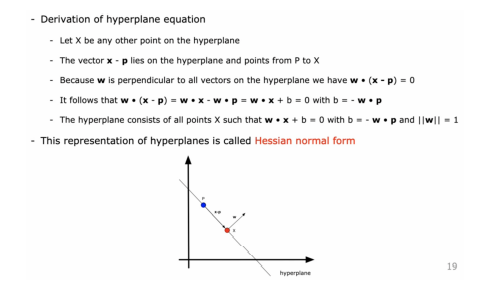 - Derivation of hyperplane equation
- Let X be any other point on the hyperplane
- The vector x - p lies on the hyperplane and points from P to X
- Because w is perpendicular to all vectors on the hyperplane we have w • (x - p) = 0
- It follows that w • (x - p) = w • x - w • p = w • x + b = 0 with b = - w • p
- The hyperplane consists of all points X such that w • x + b = 0 with b = - w • p and ||w|| = 1
- This representation of hyperplanes is called Hessian normal form
P
x-p
w
hyperplane
19